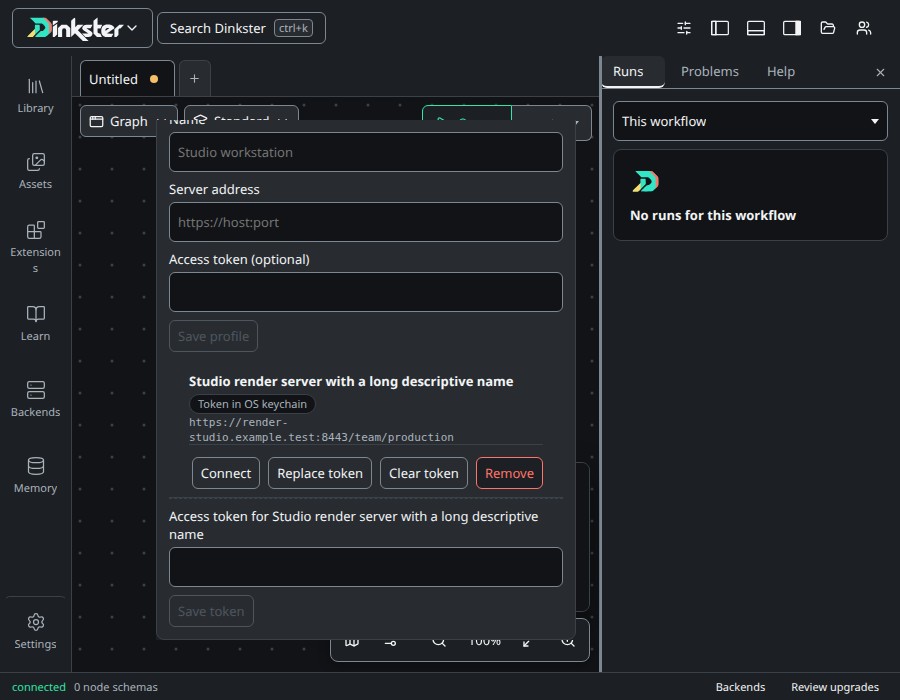 Dinkster
Search Dinkster ctrl+k
Untitled
+
Runs
Problems
Help
Library
Assets
Extension
s
Learn
Backends
Memory
Settings
Graph
Name
Standard
Studio workstation
Server address
https://host:port
Access token (optional)
Save profile
Studio render server with a long descriptive name
Token in OS keychain
https://render-
studio.example.test:8443/team/production
Connect
Replace token
Clear token
Remove
Access token for Studio render server with a long descriptive
name
Save token
100%
This workflow
No runs for this workflow
connected
0 node schemas
Backends
Review upgrades